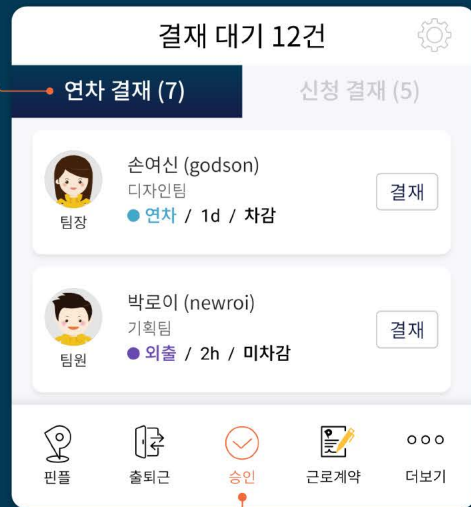 결재 대기 12건
연차 결재 (7)
신청 결재 (5)
손여신 (godson)
디자인팀
연차 / 1d / 차감
팀장
결재
박로이 (newroi)
기획팀
외출 / 2h / 미차감
팀원
결재
핀플
출퇴근
승인
근로계약
더보기